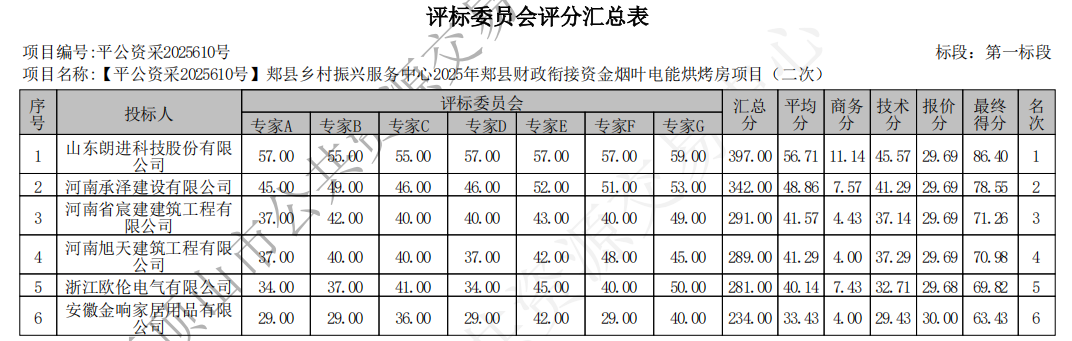 评标委员会评分汇总表
项目编号:平公资采2025610号 标段：第一标段
项目名称:【平公资采2025610号】郏县乡村振兴服务中心2025年郏县财政衔接资金烟叶电能烘烤房项目（二次）
序号 投标人 评标委员会 汇总分 平均分 商务分 技术分 报价分 最终得分 名次
专家A 专家B 专家C 专家D 专家E 专家F 专家G
1 山东朗进科技股份有限公司 57.00 55.00 55.00 57.00 57.00 57.00 59.00 397.00 56.71 11.14 45.57 29.69 86.40 1
2 河南承泽建设有限公司 45.00 49.00 46.00 46.00 52.00 51.00 53.00 342.00 48.86 7.57 41.29 29.69 78.55 2
3 河南省宸建建筑工程有限公司 37.00 42.00 40.00 40.00 43.00 40.00 49.00 291.00 41.57 4.43 37.14 29.69 71.26 3
4 河南旭天建筑工程有限公司 37.00 40.00 40.00 37.00 42.00 48.00 45.00 289.00 41.29 4.00 37.29 29.69 70.98 4
5 浙江欧伦电气有限公司 34.00 37.00 41.00 34.00 45.00 40.00 50.00 281.00 40.14 7.43 32.71 29.68 69.82 5
6 安徽金响家居用品有限公司 29.00 29.00 36.00 29.00 42.00 29.00 40.00 234.00 33.43 4.00 29.43 30.00 63.43 6